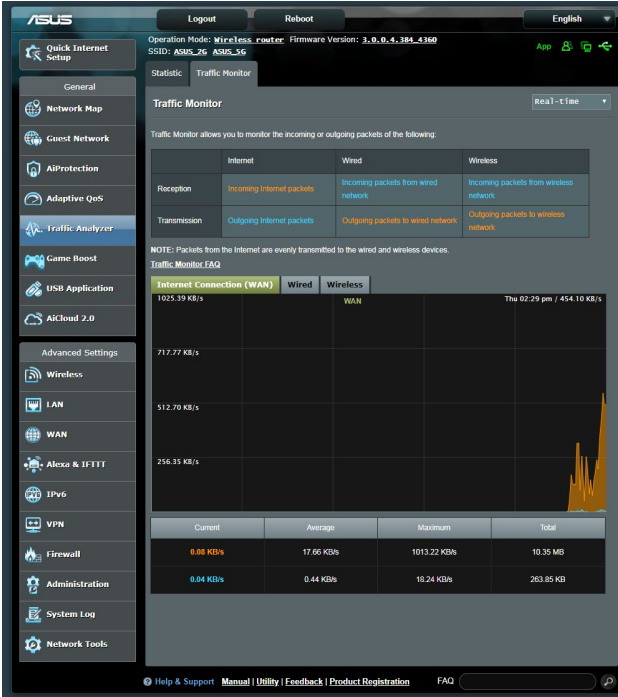 ASUS
Logout
Reboot
English
Operation Mode: Wireless router Firmware Version: 3.0.0.4.384_4360
SSID: ASUS_2G ASUS_5G
App
Quick Internet
Setup
General
Network Map
Guest Network
AiProtection
Adaptive QoS
Traffic Analyzer
Game Boost
USB Application
AiCloud 2.0
Advanced Settings
Wireless
LAN
WAN
Alexa & IFTTT
IPv6
VPN
Firewall
Administration
System Log
Network Tools
Statistic
Traffic Monitor
Traffic Monitor
Real-time
Traffic Monitor allows you to monitor the incoming or outgoing packets of the following:
Internet Wired Wireless
Reception
Incoming Internet packets
Incoming packets from wired
network
Incoming packets from wireless
network
Transmission
Outgoing Internet packets
Outgoing packets to wired network
Outgoing packets to wireless
network
NOTE: Packets from the Internet are evenly transmitted to the wired and wireless devices.
Traffic Monitor FAQ
Internet Connection (WAN) Wired Wireless
1025.39 KB/s
WAN
Thu 02:29 pm / 454.10 KB/s
717.77 KB/s
512.70 KB/s
256.35 KB/s
Current Average Maximum Total
0.08 KB/s 17.66 KB/s 1013.22 KB/s 10.35 MB
0.04 KB/s 0.44 KB/s 18.24 KB/s 263.85 KB
Help & Support Manual | Utility | Feedback | Product Registration FAQ